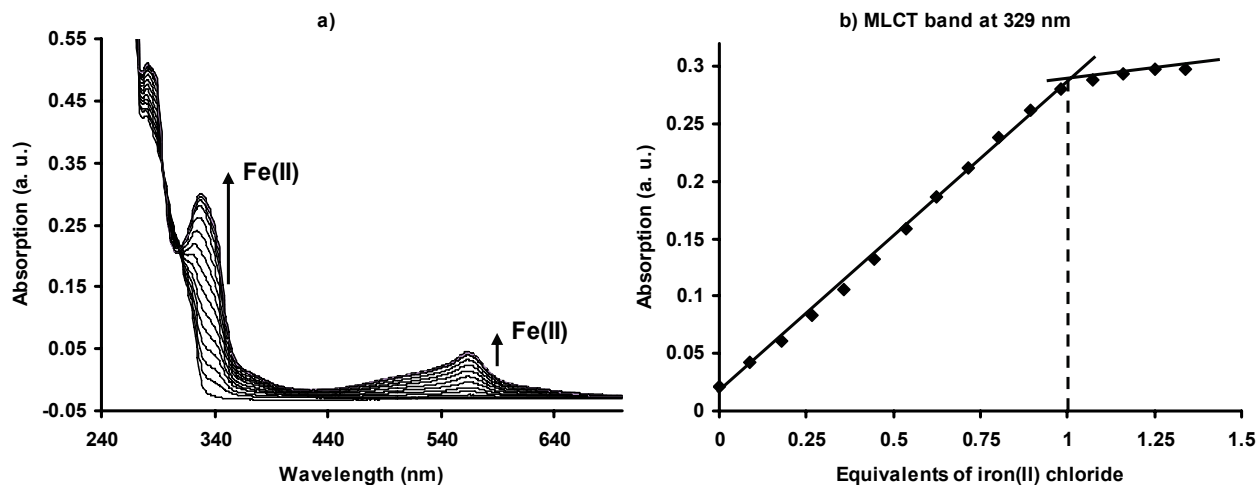 a)
0.55
0.45
0.35
0.25
0.15
0.05
-0.05
Absorption (a. u.)
Fe(II)
Fe(II)
240 340 440 540 640
Wavelength (nm)
b) MLCT band at 329 nm
0.3
0.25
0.2
0.15
0.1
0.05
0
Absorption (a. u.)
0 0.25 0.5 0.75 1 1.25 1.5
Equivalents of iron(II) chloride